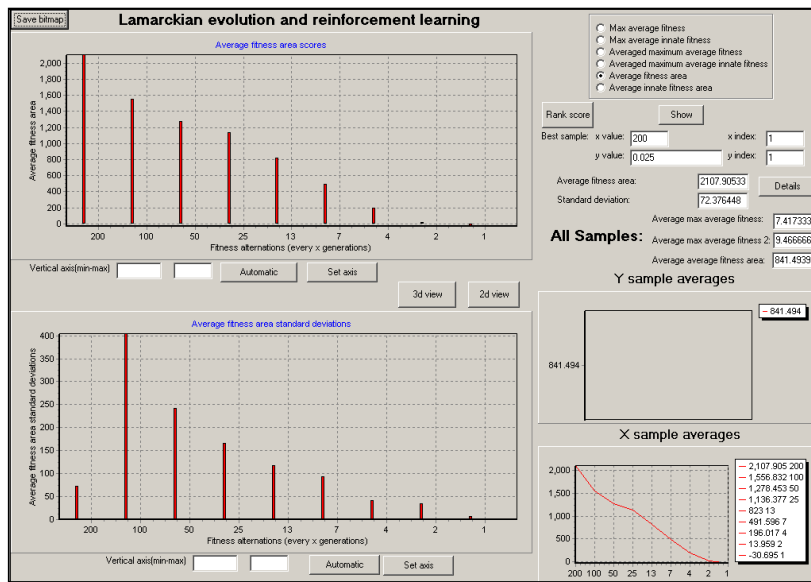 Save bitmap
Lamarckian evolution and reinforcement learning
Average fitness area scores
Average fitness area
2,000
1,800
1,600
1,400
1,200
1,000
800
600
400
200
0
200 100 50 25 13 7 4 2 1
Fitness alternations (every x generations)
Vertical axis(min-max) Automatic Set axis
3d view 2d view
Average fitness area standard deviations
Average fitness area standard deviations
400
350
300
250
200
150
100
50
0
200 100 50 25 13 7 4 2 1
Fitness alternations (every x generations)
Vertical axis(min-max) Automatic Set axis
Max average fitness
Max average innate fitness
Averaged maximum average fitness
Averaged maximum average innate fitness
Average fitness area
Average innate fitness area
Rank score Show
Best sample: x value: 200 x index: 1
y value: 0.025 y index: 1
Average fitness area: 2107.90533
Details
Standard deviation: 72.376448
All Samples:
Average max average fitness: 7.417333
Average max average fitness 2: 9.466666
Average average fitness area: 841.4939
Y sample averages
841.494
841.494
X sample averages
2,000
1,500
1,000
500
0
200 100 50 25 13 7 4 2 1
2,107.905 200
1,556.832 100
1,278.453 50
1,136.377 25
823 13
491.596 7
196.017 4
13.959 2
-30.695 1